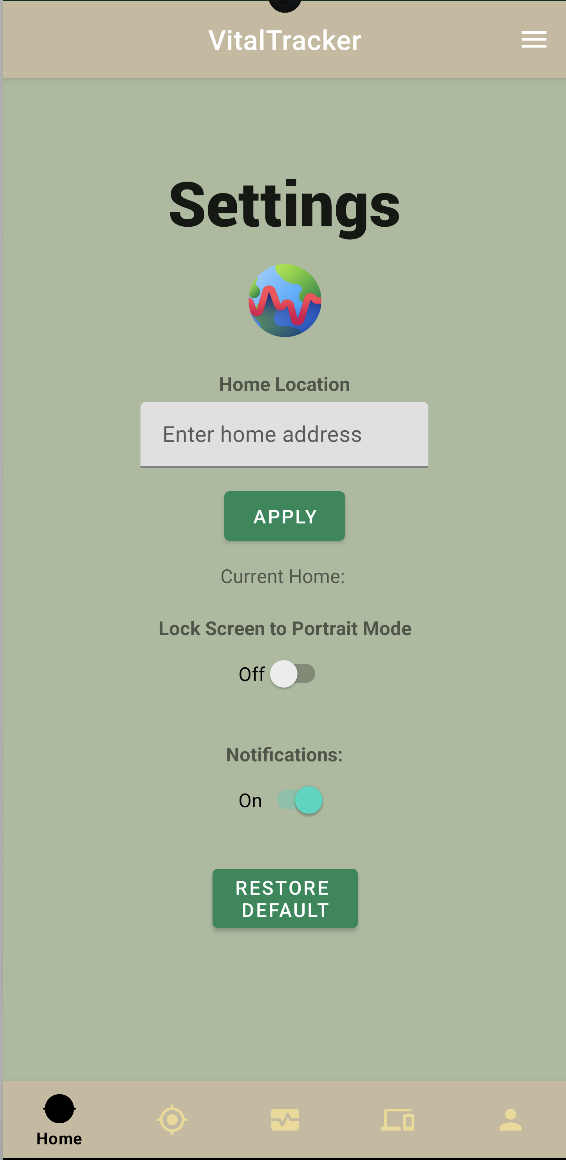 VitalTracker
Settings
Home Location
Enter home address
APPLY
Current Home:
Lock Screen to Portrait Mode
Off
Notifications:
On
RESTORE
DEFAULT
Home